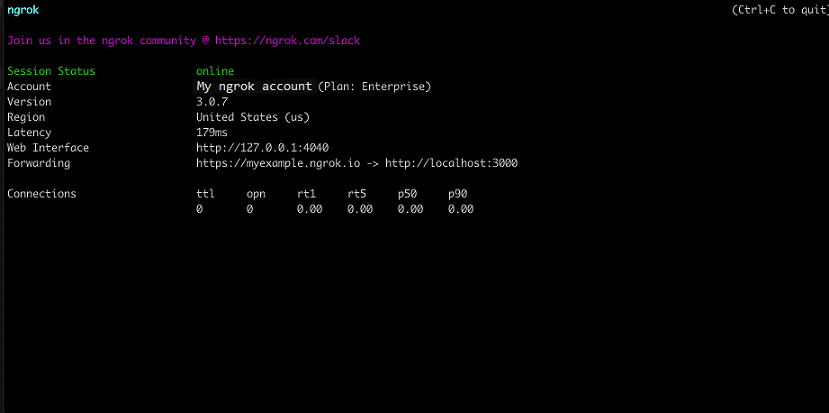 ngrok (Ctrl+C to quit)
Join us in the ngrok community @ https://ngrok.com/slack
Session Status online
Account My ngrok account (Plan: Enterprise)
Version 3.0.7
Region United States (us)
Latency 179ms
Web Interface http://127.0.0.1:4040
Forwarding https://myexample.ngrok.io -> http://localhost:3000
Connections ttl opn rt1 rt5 p50 p90
0 0 0.00 0.00 0.00 0.00